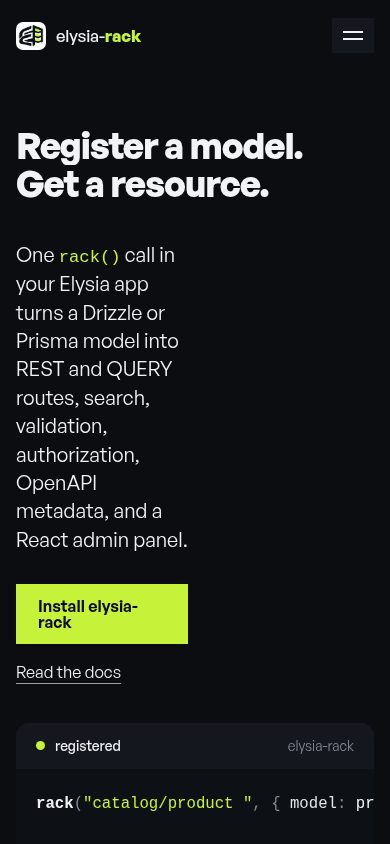 elysia-rack
Register a model.
Get a resource.
One rack() call in
your Elysia app
turns a Drizzle or
Prisma model into
REST and QUERY
routes, search,
validation,
authorization,
OpenAPI
metadata, and a
React admin panel.
Install elysia-
rack
Read the docs
registered elysia-rack
rack("catalog/product ", { model: pr